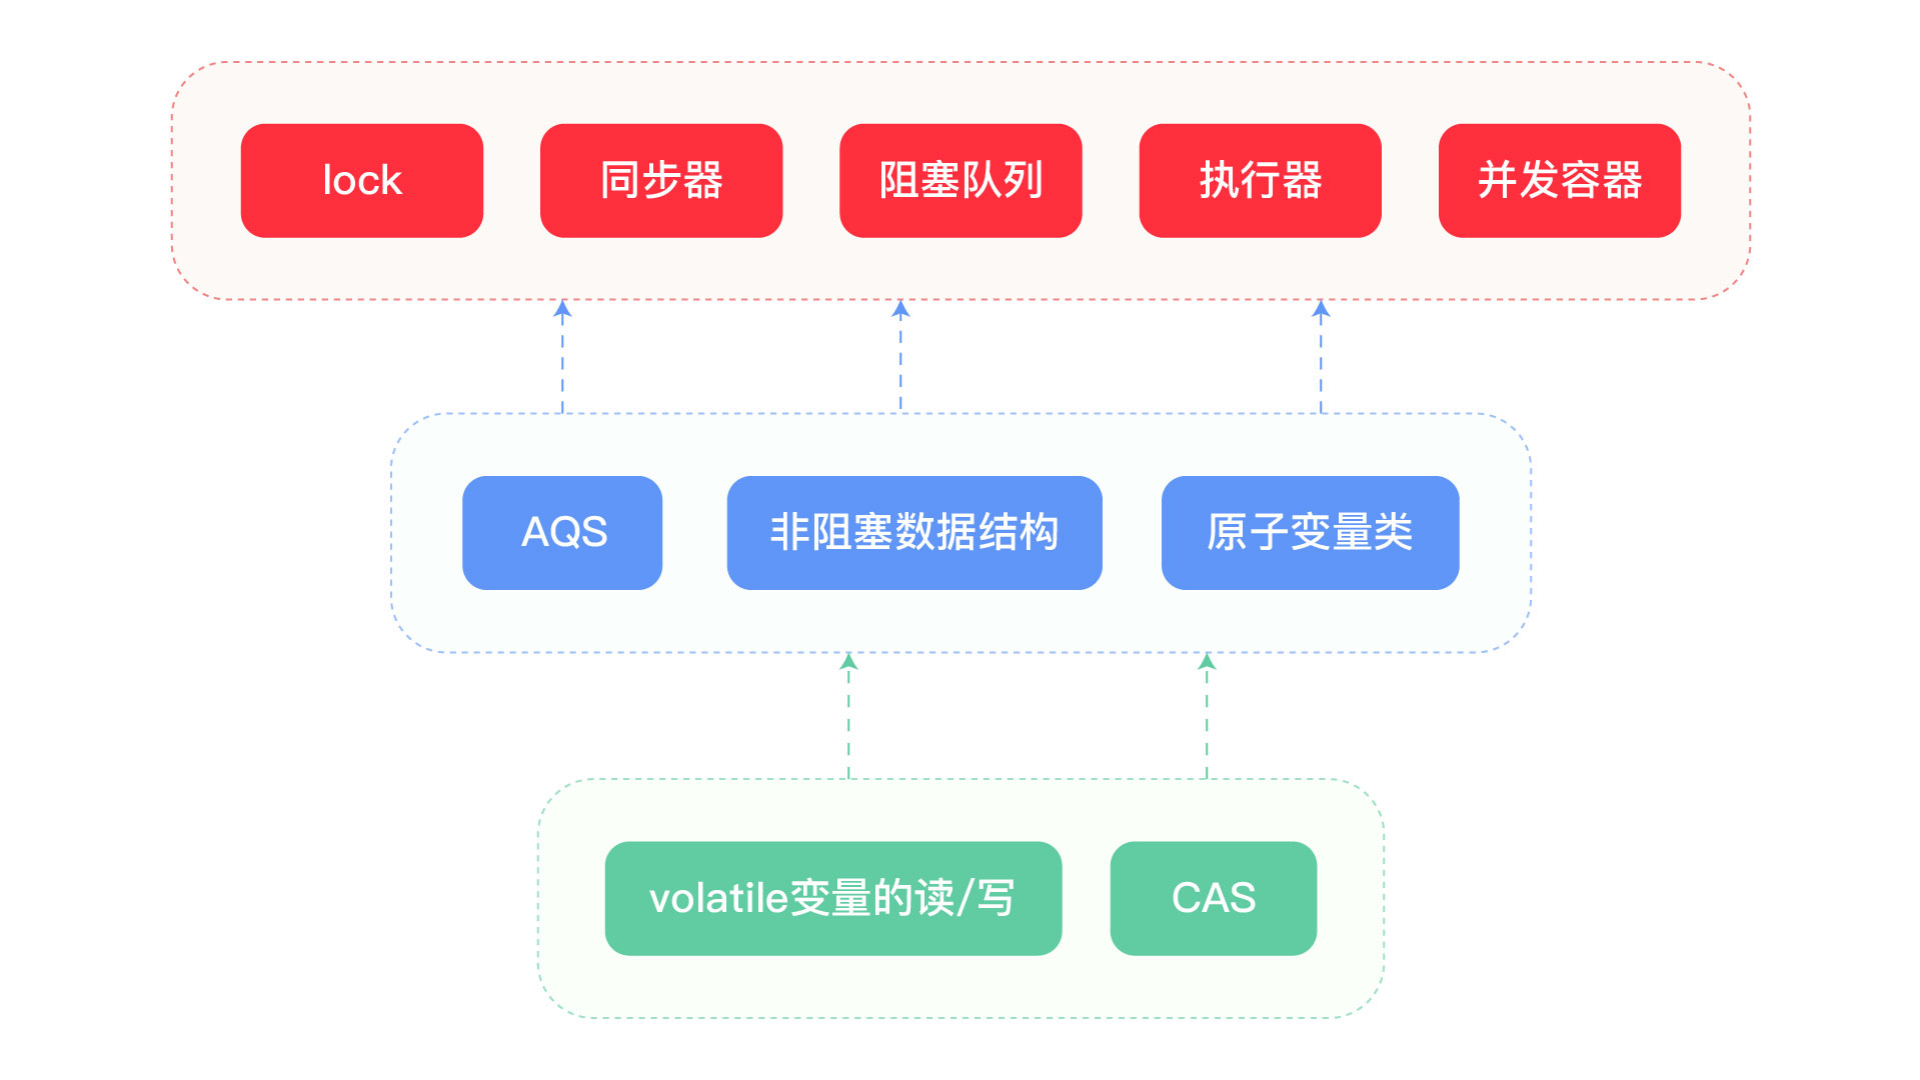 lock
同步器
阻塞队列
执行器
并发容器
AQS
非阻塞数据结构
原子变量类
volatile变量的读/写
CAS